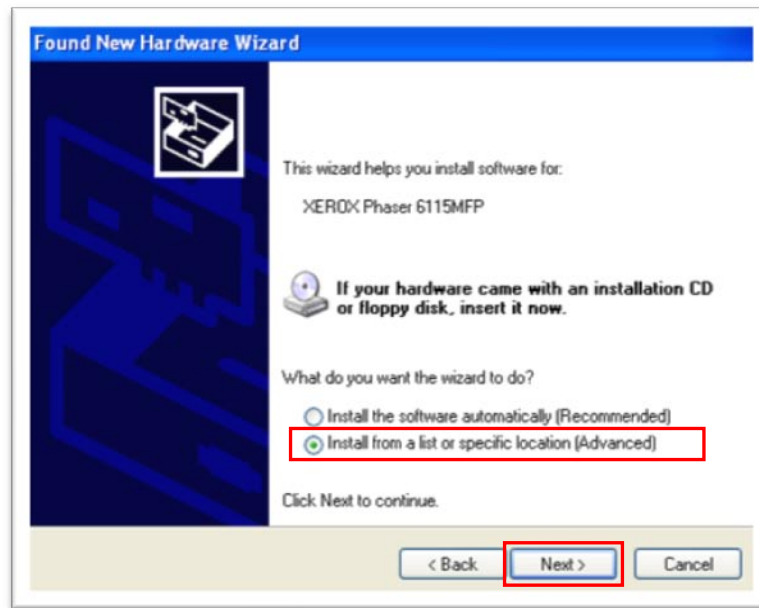 Found New Hardware Wizard
This wizard helps you install software for:
XEROX Phaser 6115MFP
If your hardware came with an installation CD
or floppy disk, insert it now.
What do you want the wizard to do?
Install the software automatically (Recommended)
Install from a list or specific location (Advanced)
Click Next to continue.
< Back
Next >
Cancel